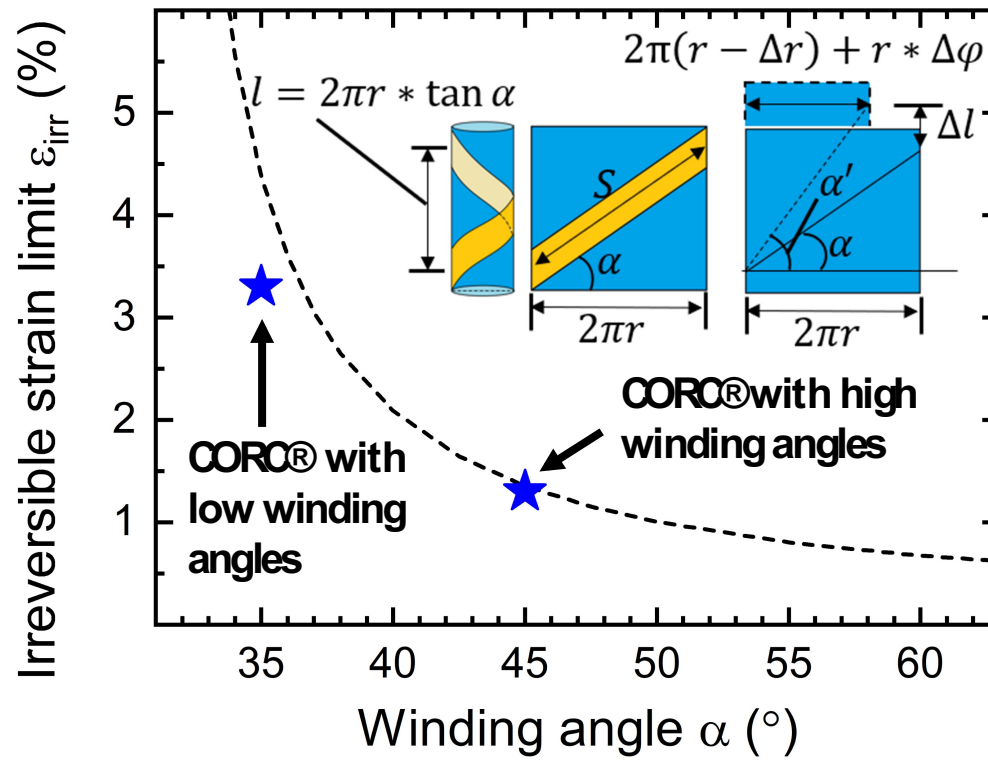 Irreversible strain limit εirr (%)
5
4
3
2
1
l = 2πr * tan α
S
α
2πr
2π(r − Δr) + r * Δφ
Δl
α′
α
2πr
CORC® with
low winding
angles
CORC®with high
winding angles
35
40
45
50
55
60
Winding angle α (°)